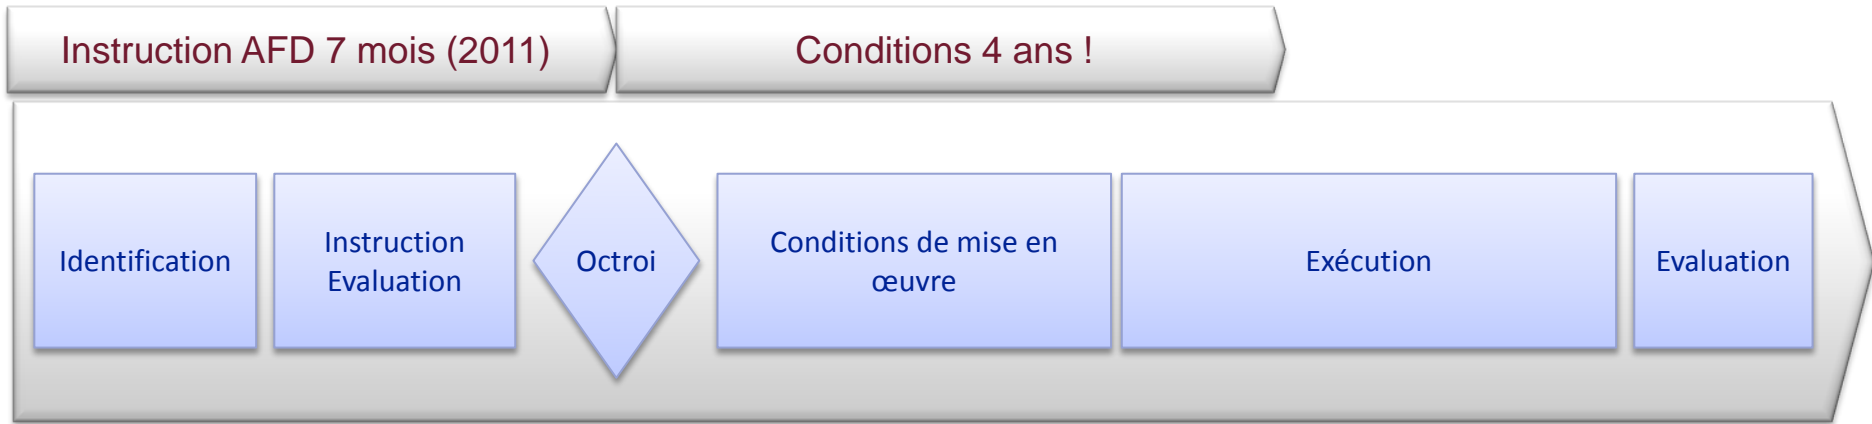 Instruction AFD 7 mois (2011)
Conditions 4 ans !
Identification
Instruction
Evaluation
Octroi
Conditions de mise en
œuvre
Exécution
Evaluation